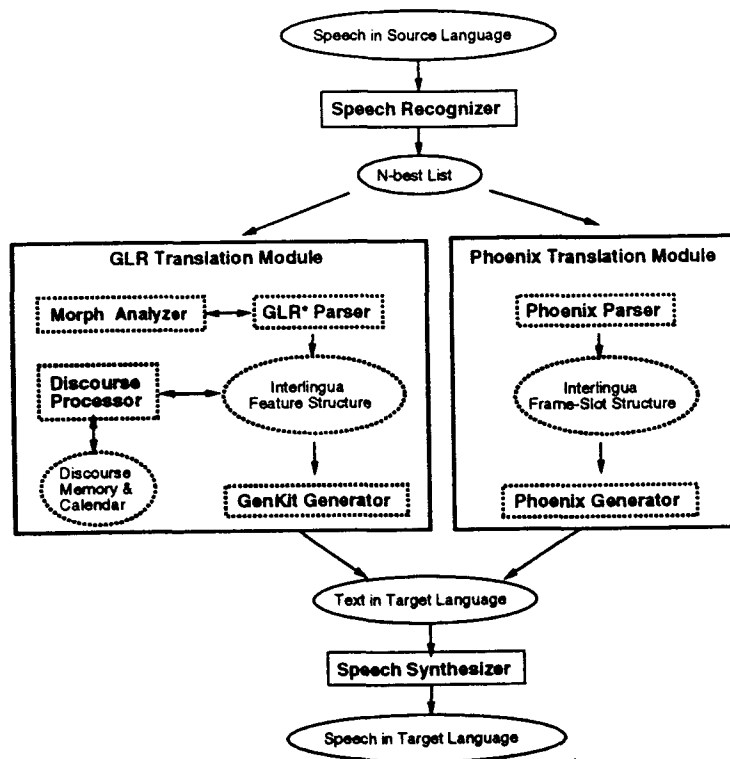 Speech in Source Language
Speech Recognizer
N-best List
GLR Translation Module
Morph Analyzer
GLR* Parser
Discourse
Processor
Interlingua
Feature Structure
Discourse
Memory &
Calendar
GenKit Generator
Phoenix Translation Module
Phoenix Parser
Interlingua
Frame-Slot Structure
Phoenix Generator
Text in Target Language
Speech Synthesizer
Speech in Target Language